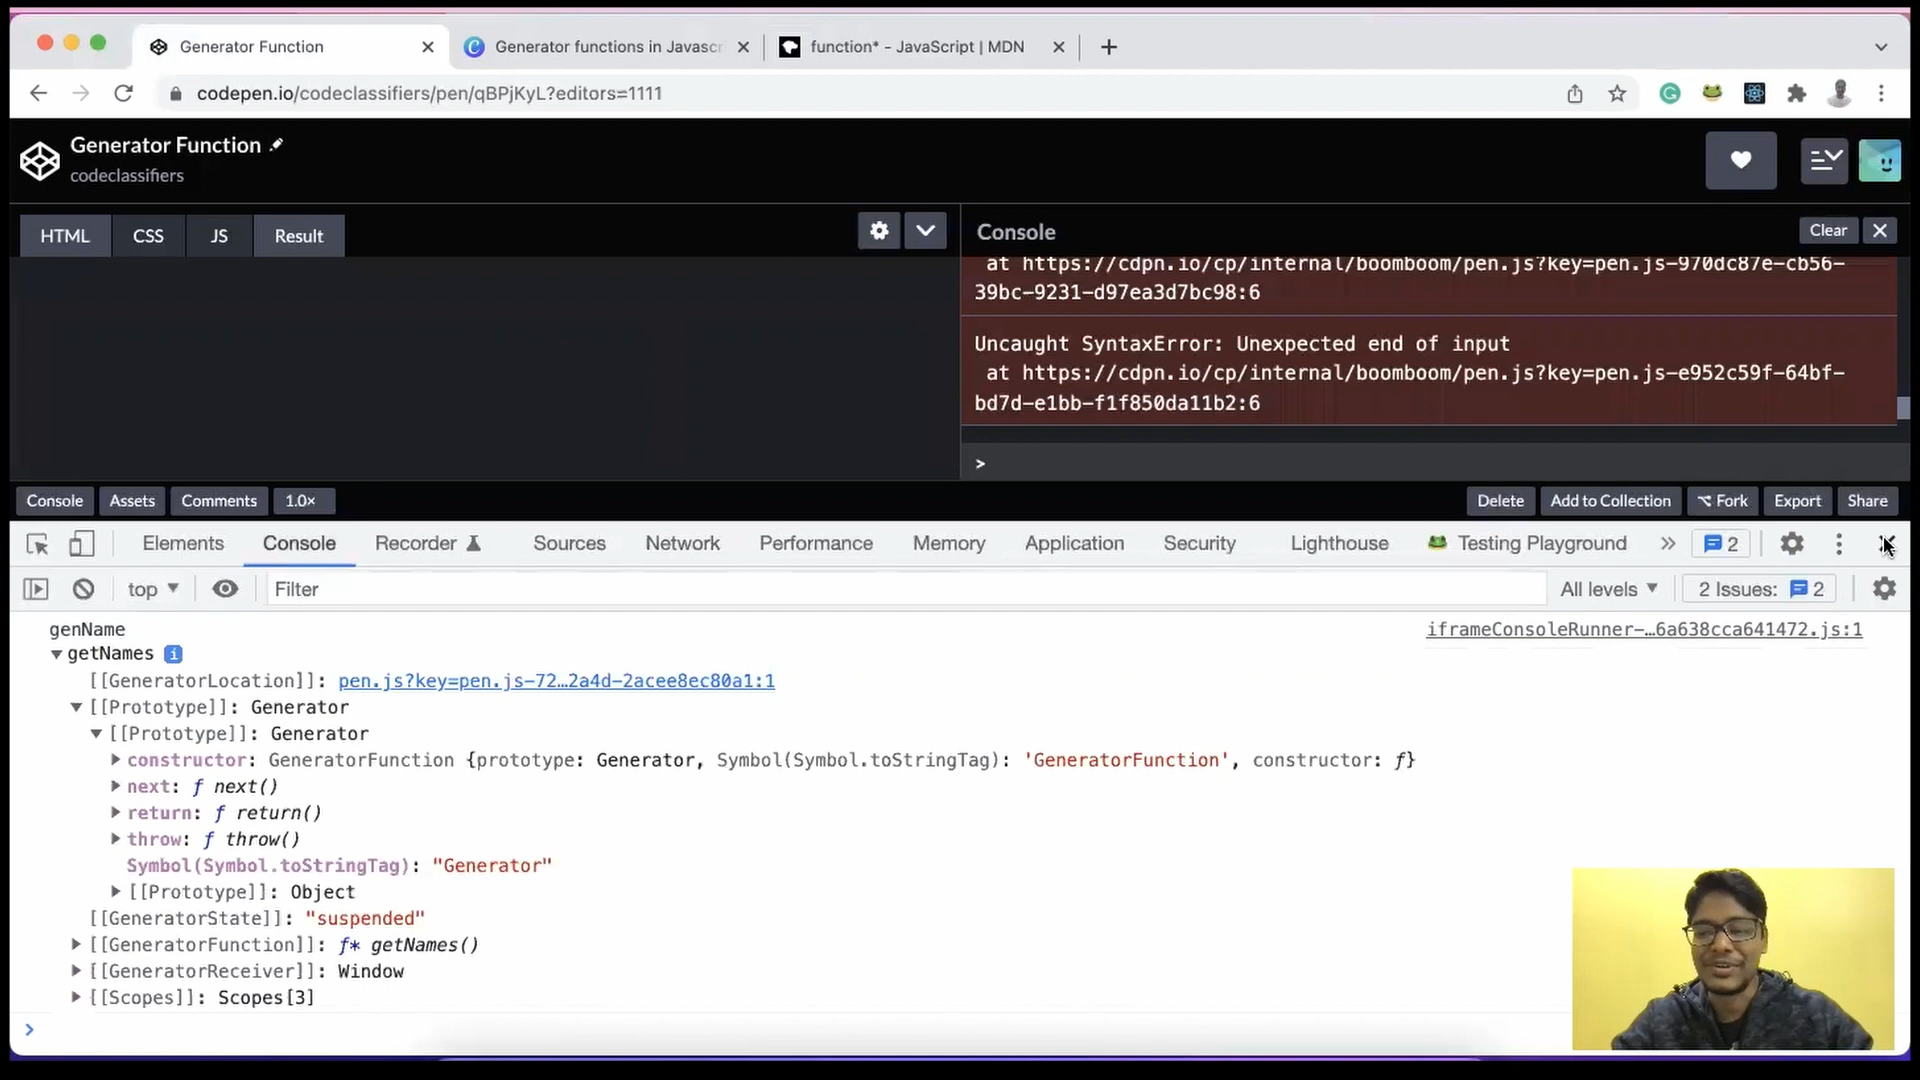 Generator Function
Generator functions in Javasc
function* - JavaScript | MDN
codepen.io/codeclassifiers/pen/qBPjKyL?editors=1111
Generator Function
codeclassifiers
HTML CSS JS Result
Console
Clear
at https://cdpn.io/cp/internal/boomboom/pen.js?key=pen.js-970dc87e-cb56-
39bc-9231-d97ea3d7bc98:6
Uncaught SyntaxError: Unexpected end of input
at https://cdpn.io/cp/internal/boomboom/pen.js?key=pen.js-e952c59f-64bf-
bd7d-e1bb-f1f850da11b2:6
>
Console Assets Comments 1.0×
Delete Add to Collection Fork Export Share
Elements Console Recorder Sources Network Performance Memory Application Security Lighthouse Testing Playground » 2
top Filter All levels 2 Issues: 2
genName
iframeConsoleRunner-…6a638cca641472.js:1
getNames i
[[GeneratorLocation]]: pen.js?key=pen.js-72…2a4d-2acee8ec80a1:1
[[Prototype]]: Generator
[[Prototype]]: Generator
constructor: GeneratorFunction {prototype: Generator, Symbol(Symbol.toStringTag): 'GeneratorFunction', constructor: ƒ}
next: ƒ next()
return: ƒ return()
throw: ƒ throw()
Symbol(Symbol.toStringTag): "Generator"
[[Prototype]]: Object
[[GeneratorState]]: "suspended"
[[GeneratorFunction]]: ƒ* getNames()
[[GeneratorReceiver]]: Window
[[Scopes]]: Scopes[3]
>